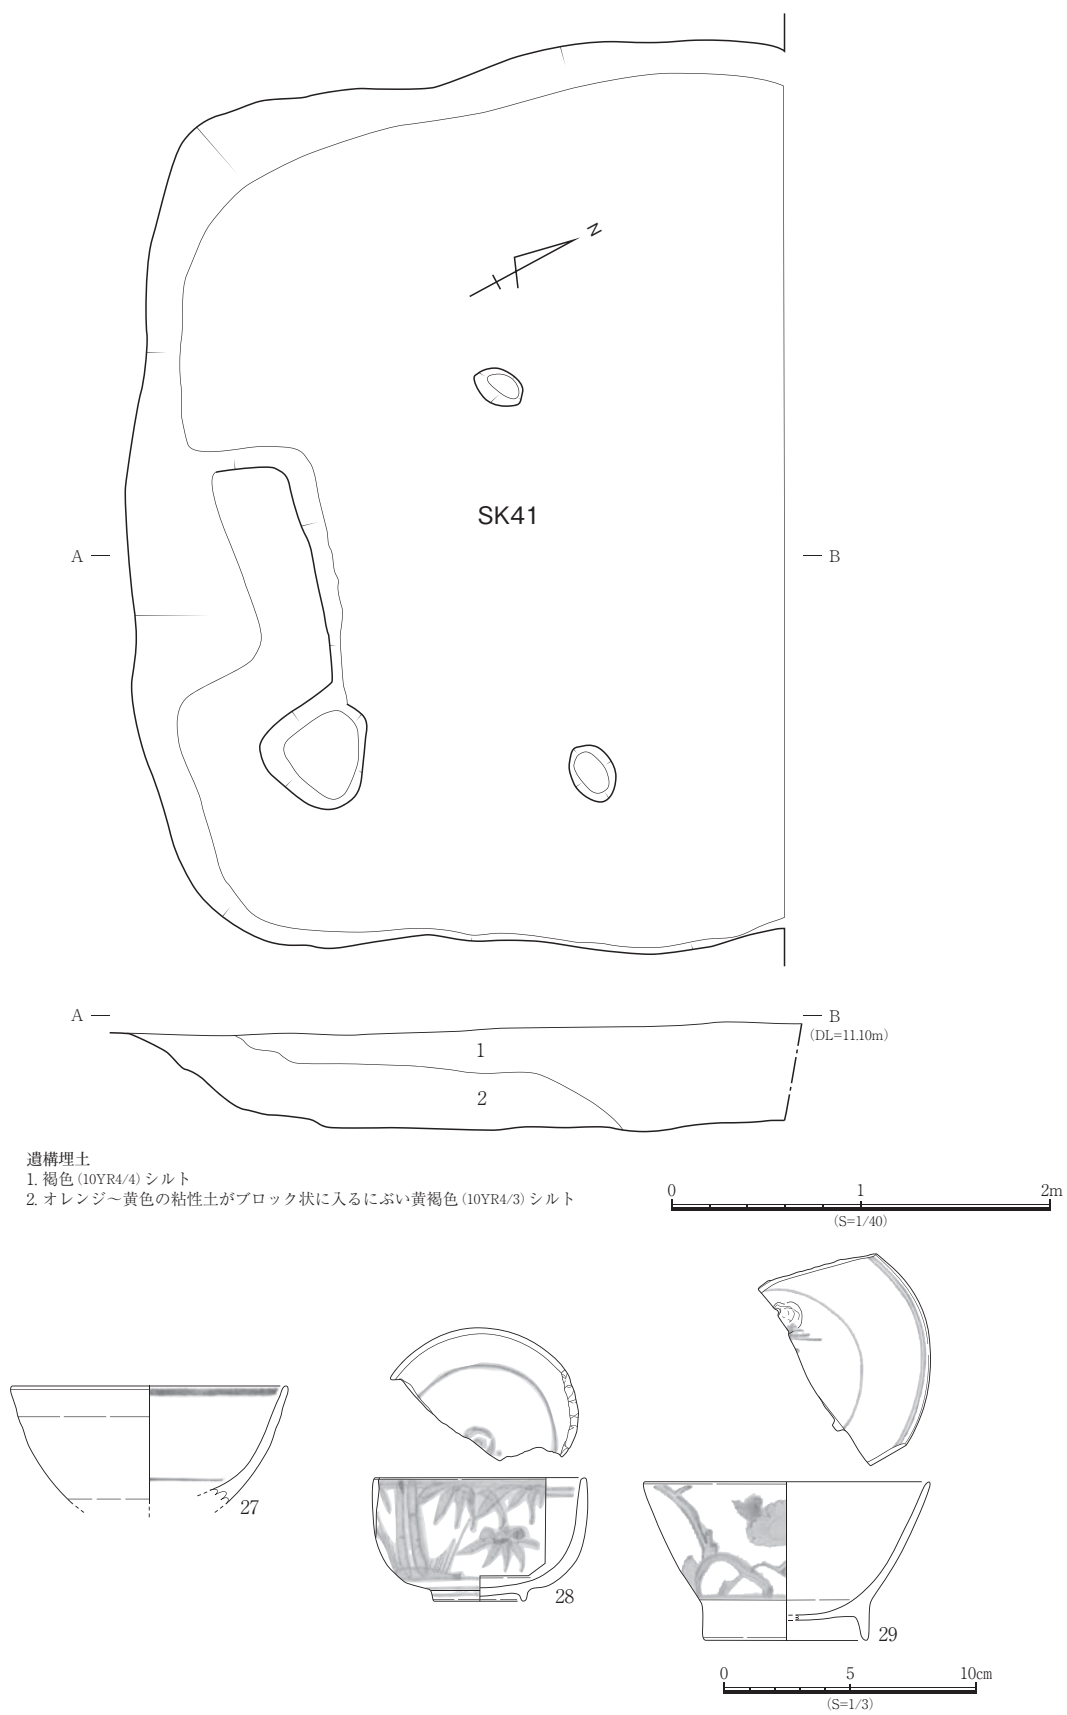 N
SK41
A
B
A
B
(DL=11.10m)
1
2
遺構埋土
1. 褐色(10YR4/4)シルト
2. オレンジ～黄色の粘性土がブロック状に入るにぶい黄褐色(10YR4/3)シルト
0 1 2m
(S=1/40)
27
28
29
0 5 10cm
(S=1/3)